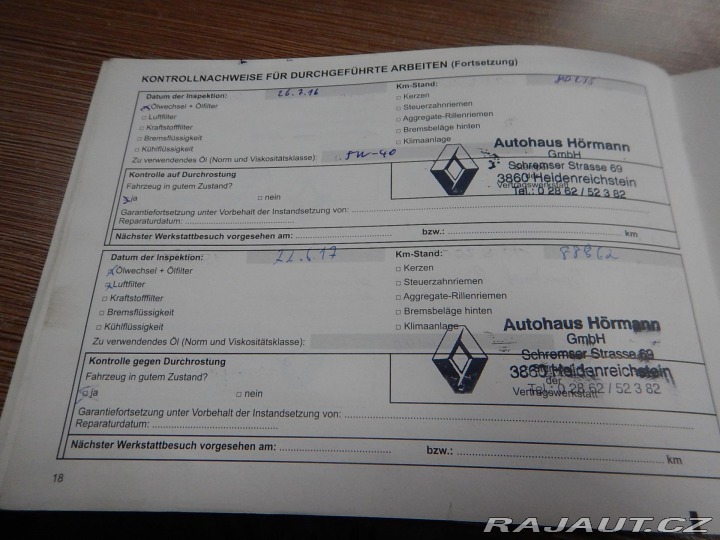 KONTROLLNACHWEISE FÜR DURCHGEFÜHRTE ARBEITEN (Fortsetzung)
Datum der Inspektion: 26.7.16 Km-Stand:
Ölwechsel + Ölfilter
Luftfilter
Kraftstofffilter
Bremsflüssigkeit
Kühlflüssigkeit
Kerzen
Steuerzahnriemen
Aggregate-Rillenriemen
Bremsbeläge hinten
Klimaanlage
Zu verwendendes Öl (Norm und Viskositätsklasse): 5W-40
Autohaus Hörmann
GmbH
Schremser Strasse 69
3860 Heidenreichstein
Vertragswerkstatt
Tel.: 0 28 62 / 52 3 82
Kontrolle auf Durchrostung
Fahrzeug in gutem Zustand?
ja nein
Garantiefortsetzung unter Vorbehalt der Instandsetzung von:
Reparaturdatum:
Nächster Werkstattbesuch vorgesehen am: bzw.: km
Datum der Inspektion: 22.6.17 Km-Stand: 88862
Ölwechsel + Ölfilter
Luftfilter
Kraftstofffilter
Bremsflüssigkeit
Kühlflüssigkeit
Kerzen
Steuerzahnriemen
Aggregate-Rillenriemen
Bremsbeläge hinten
Klimaanlage
Zu verwendendes Öl (Norm und Viskositätsklasse):
Autohaus Hörmann
GmbH
Schremser Strasse 69
3860 Heidenreichstein
der
Vertragswerkstatt
Tel.: 0 28 62 / 52 3 82
Kontrolle gegen Durchrostung
Fahrzeug in gutem Zustand?
ja nein
Garantiefortsetzung unter Vorbehalt der Instandsetzung von:
Reparaturdatum:
Nächster Werkstattbesuch vorgesehen am: bzw.: km
18
RAJAUT.CZ